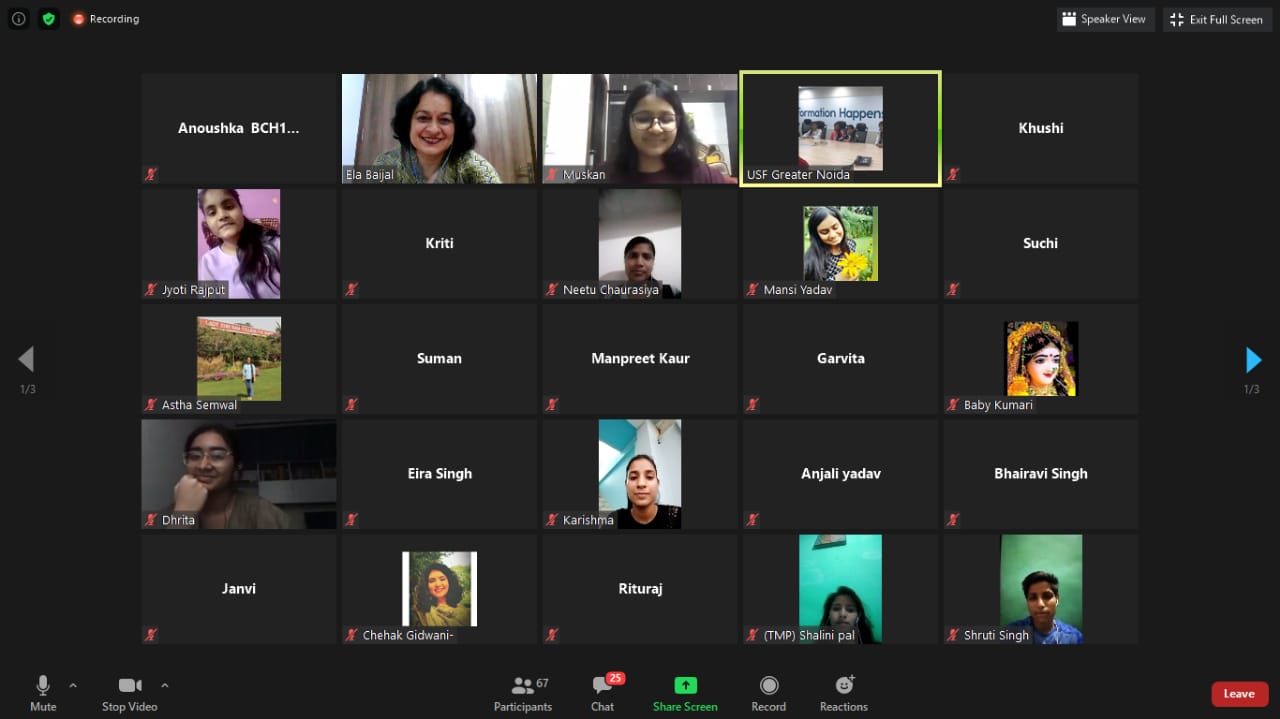 Recording
Speaker View
Exit Full Screen
Anoushka BCH1...
Ela Baijal
Muskan
ormation Happens
USF Greater Noida
Khushi
Jyoti Rajput
Kriti
Neetu Chaurasiya
Mansi Yadav
Suchi
Astha Semwal
Suman
Manpreet Kaur
Garvita
Baby Kumari
1/3
1/3
Dhrita
Eira Singh
Karishma
Anjali yadav
Bhairavi Singh
Janvi
Chehak Gidwani-
Rituraj
(TMP) Shalini pal
Shruti Singh
Mute
Stop Video
67
Participants
25
Chat
Share Screen
Record
Reactions
Leave